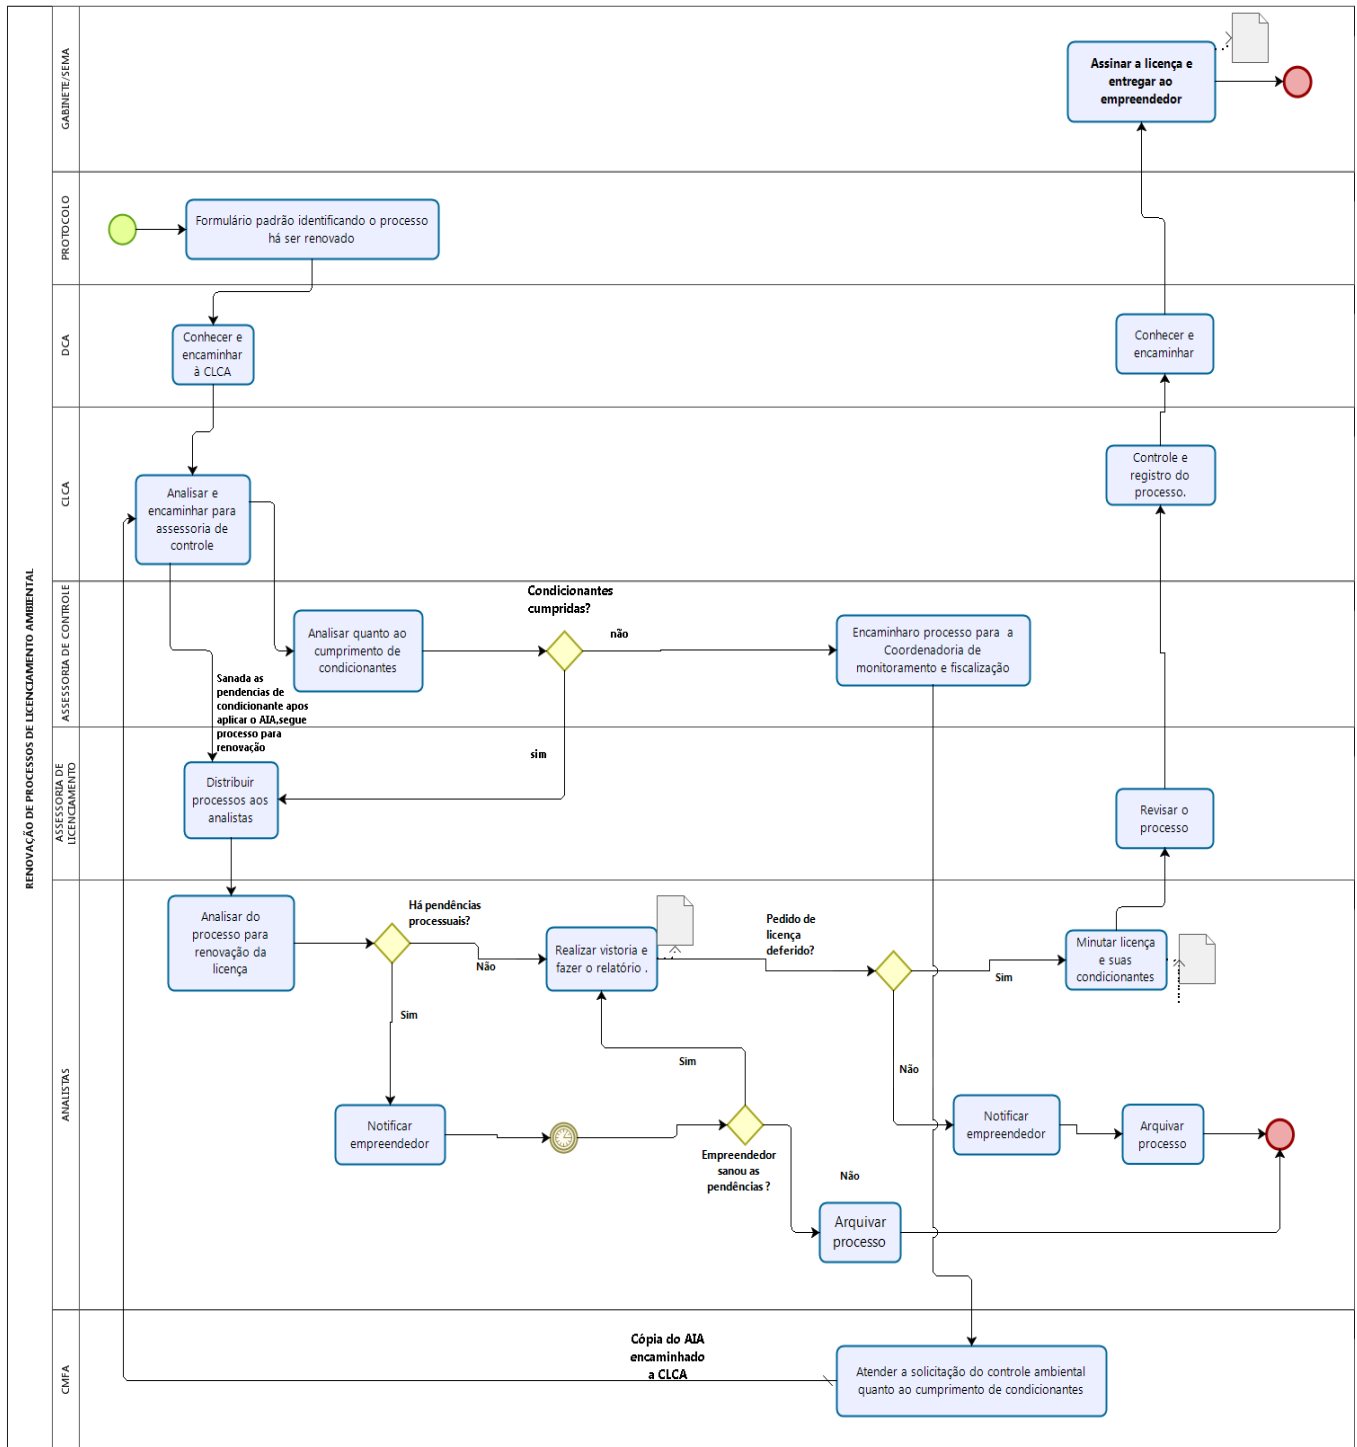 RENOVAÇÃO DE PROCESSOS DE LICENCIAMENTO AMBIENTAL
GABINETE/SEMA
Assinar a licença e
entregar ao
empreendedor
PROTOCOLO
Formulário padrão identificando o processo
há ser renovado
DCA
Conhecer e
encaminhar
à CLCA
Conhecer e
encaminhar
CLCA
Analisar e
encaminhar para
assessoria de
controle
Controle e
registro do
processo.
ASSESSORIA DE CONTROLE
Analisar quanto ao
cumprimento de
condicionantes
Condicionantes
cumpridas?
não
Encaminharo processo para  a
Coordenadoria de
monitoramento e fiscalização
Sanada as
pendencias de
condicionante apos
aplicar o AIA,segue
processo para
renovação
sim
ASSESSORIA DE
LICENCIAMENTO
Distribuir
processos aos
analistas
Revisar o
processo
ANALISTAS
Analisar do
processo para
renovação da
licença
Há pendências
processuais?
Não
Sim
Realizar vistoria e
fazer o relatório .
Pedido de
licença
deferido?
Sim
Minutar licença
e suas
condicionantes
Não
Notificar
empreendedor
Sim
Empreendedor
sanou as
pendências ?
Não
Notificar
empreendedor
Arquivar
processo
Arquivar
processo
CMFA
Cópia do AIA
encaminhado
a CLCA
Atender a solicitação do controle ambiental
quanto ao cumprimento de condicionantes